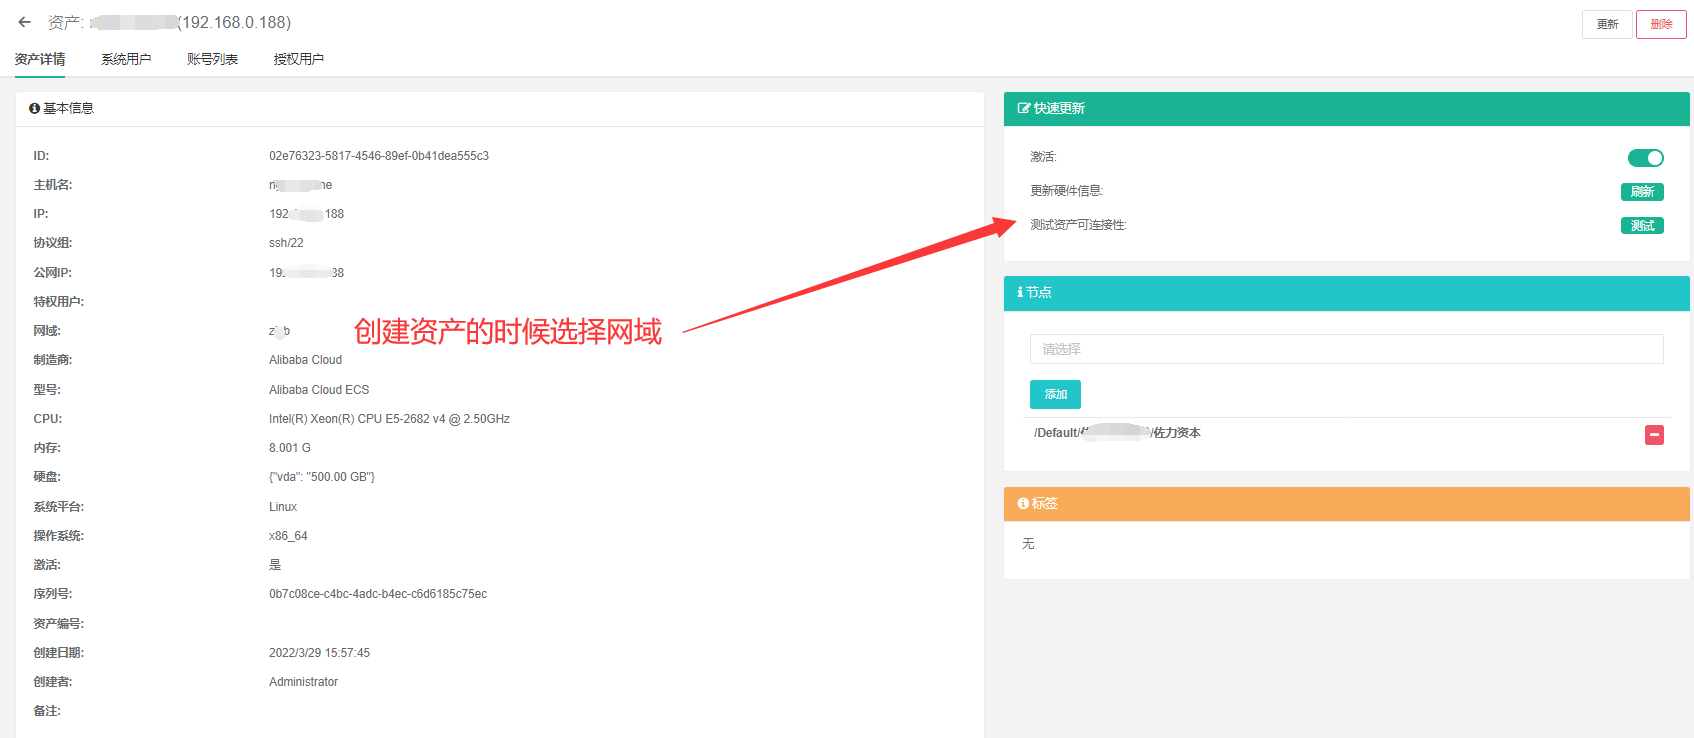 资产: (192.168.0.188)
更新
删除
资产详情
系统用户
账号列表
授权用户
基本信息
ID: 02e76323-5817-4546-89ef-0b41dea555c3
主机名:
IP: 192 188
协议组: ssh/22
公网IP:
特权用户:
网域:
制造商: Alibaba Cloud
型号: Alibaba Cloud ECS
CPU: Intel(R) Xeon(R) CPU E5-2682 v4 @ 2.50GHz
内存: 8.001 G
硬盘: {"vda": "500.00 GB"}
系统平台: Linux
操作系统: x86_64
激活: 是
序列号: 0b7c08ce-c4bc-4adc-b4ec-c6d6185c75ec
资产编号:
创建日期: 2022/3/29 15:57:45
创建者: Administrator
备注:
创建资产的时候选择网域
快速更新
激活:
更新硬件信息: 刷新
测试资产可连接性: 测试
节点
请选择
添加
/Default/ /佐力资本
标签
无